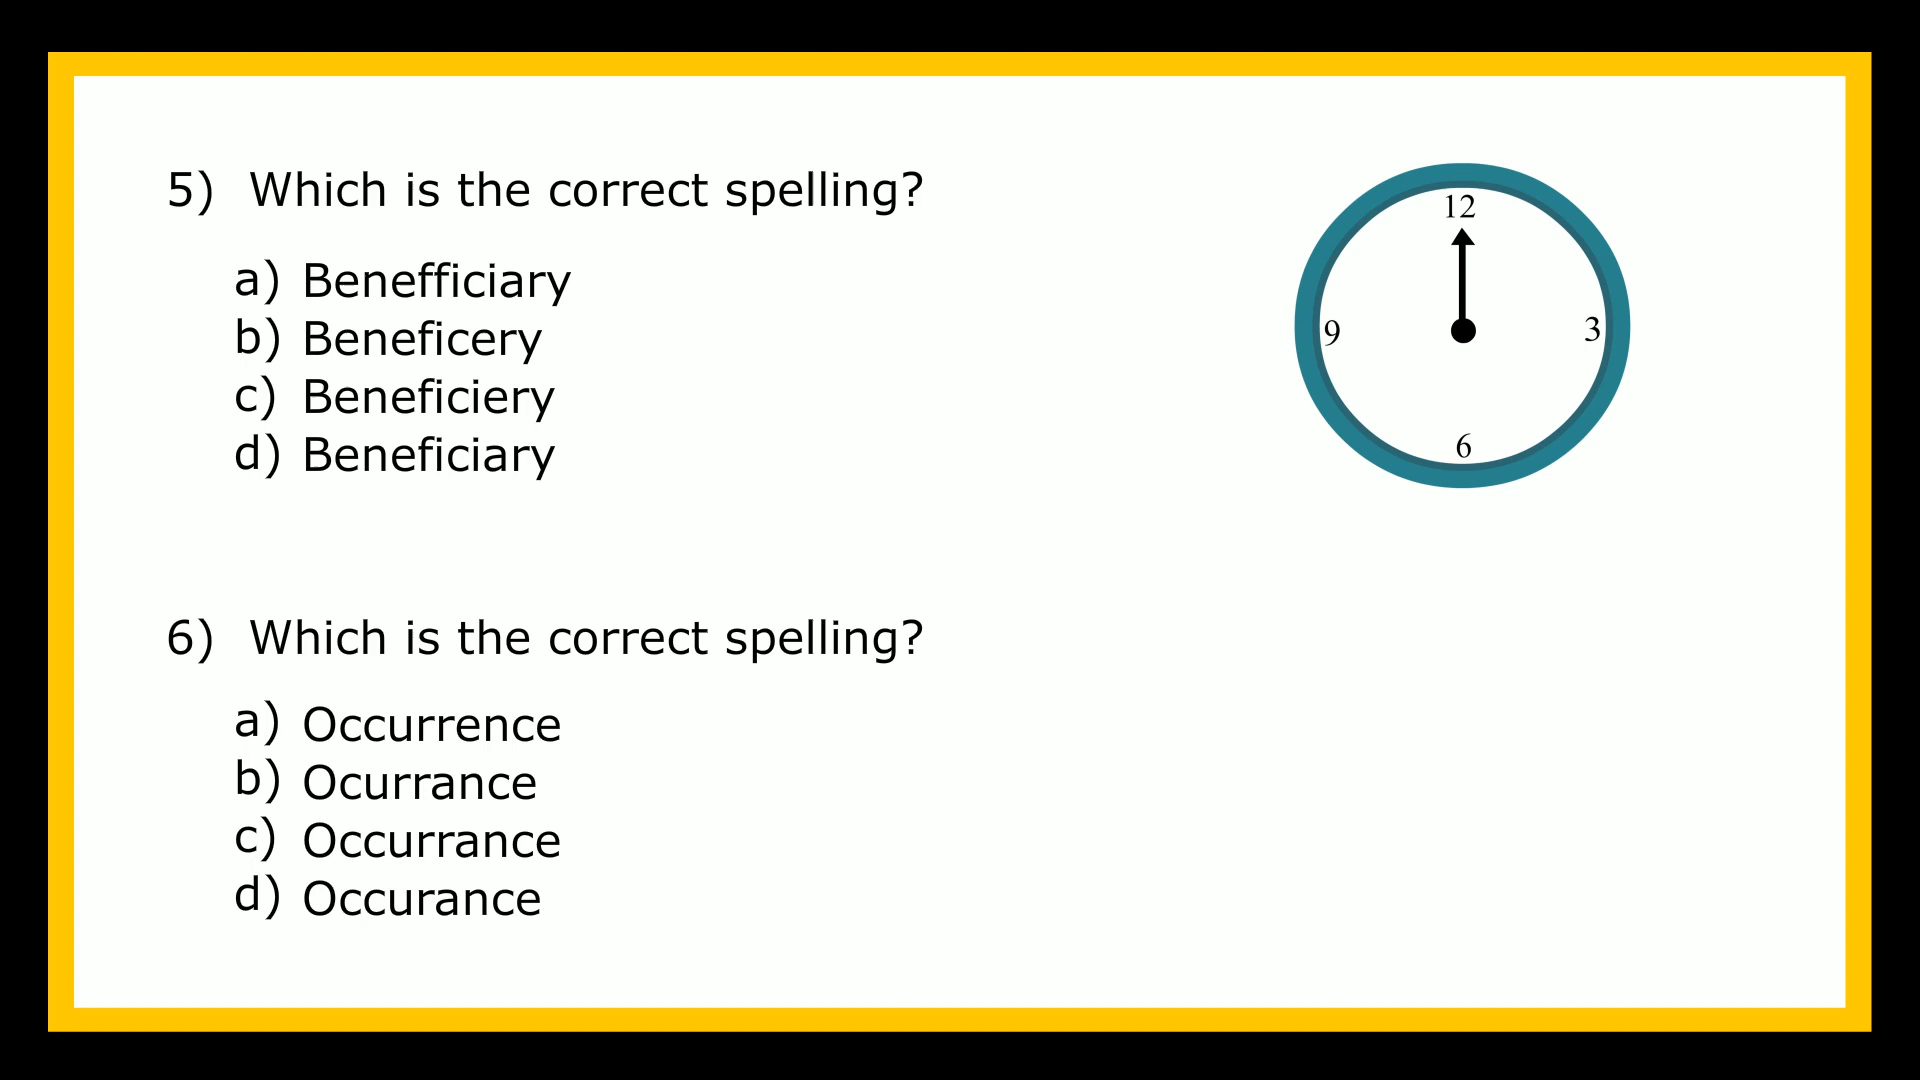 5) Which is the correct spelling?
a) Benefficiary
b) Beneficery
c) Beneficiery
d) Beneficiary
12
9
3
6
6) Which is the correct spelling?
a) Occurrence
b) Ocurrance
c) Occurrance
d) Occurance